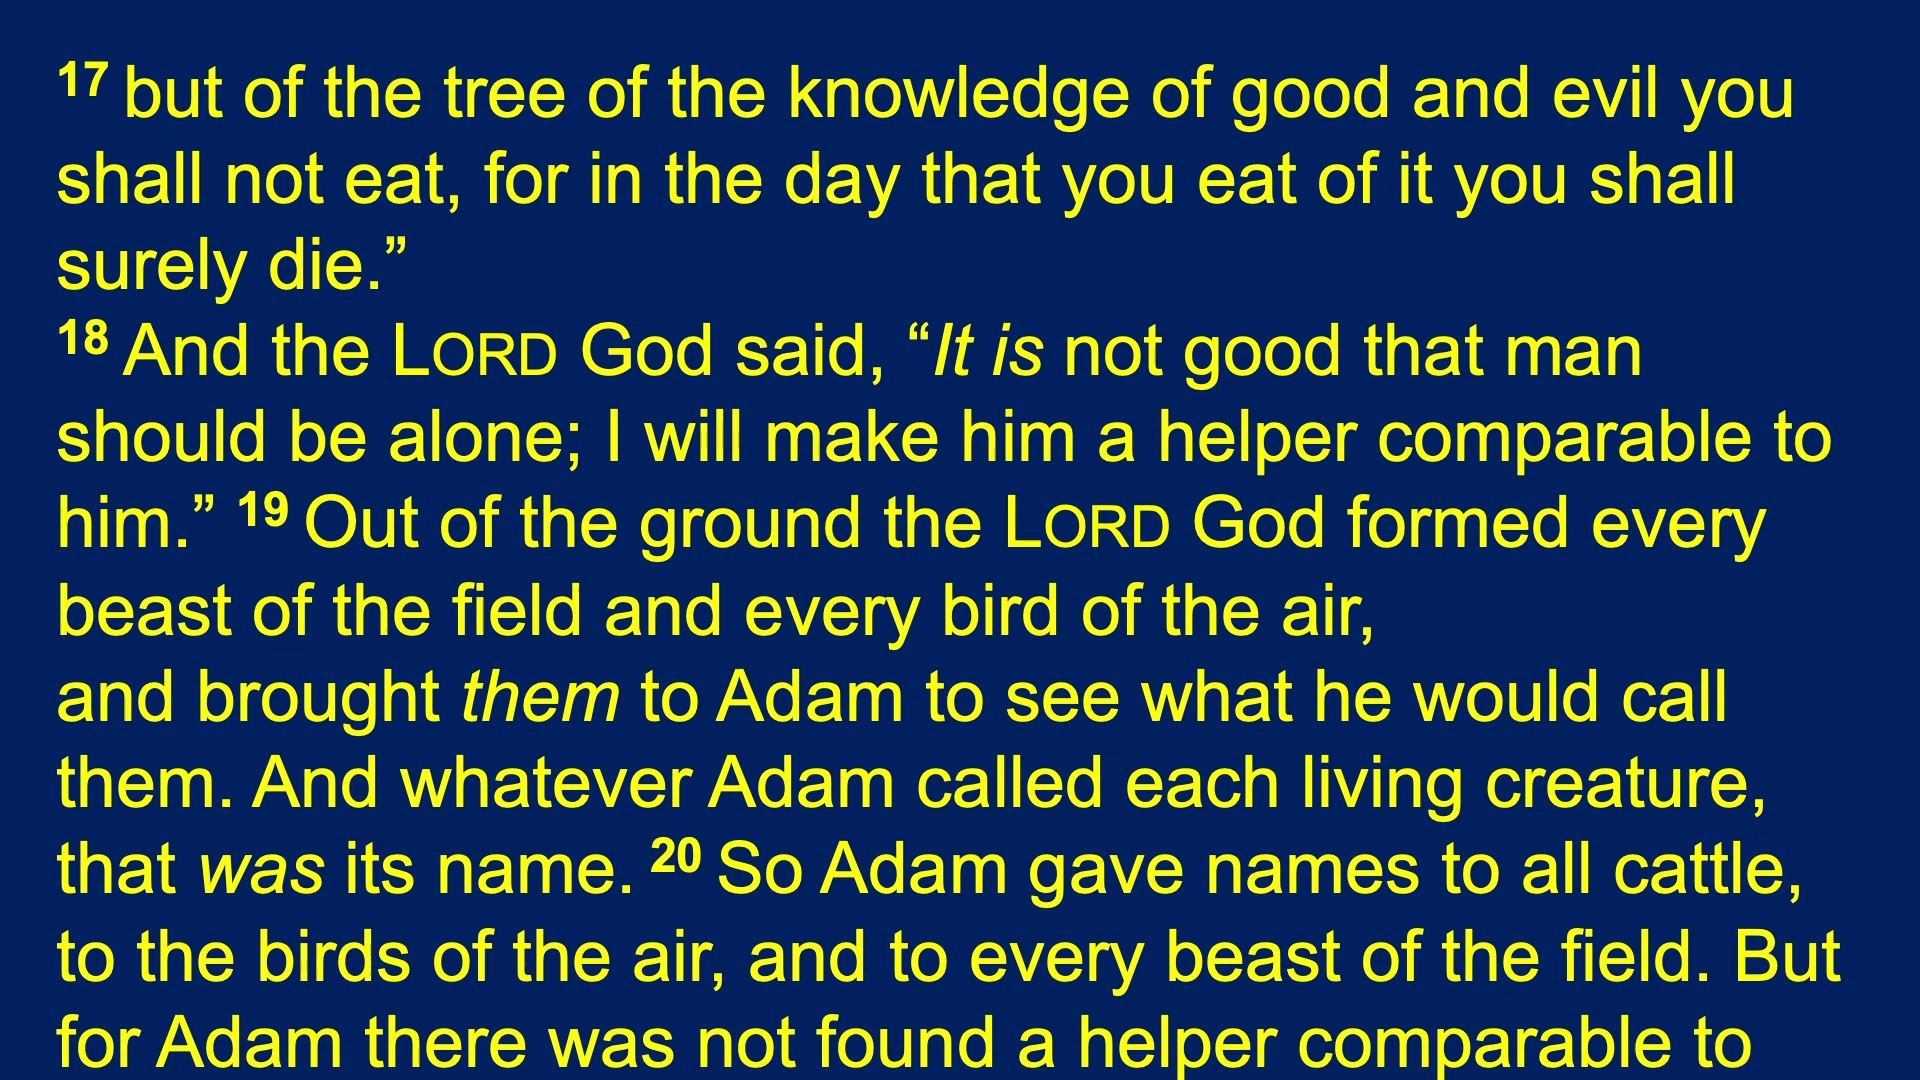 17 but of the tree of the knowledge of good and evil you
shall not eat, for in the day that you eat of it you shall
surely die.”
18 And the LORD God said, “It is not good that man
should be alone; I will make him a helper comparable to
him.” 19 Out of the ground the LORD God formed every
beast of the field and every bird of the air,
and brought them to Adam to see what he would call
them. And whatever Adam called each living creature,
that was its name. 20 So Adam gave names to all cattle,
to the birds of the air, and to every beast of the field. But
for Adam there was not found a helper comparable to